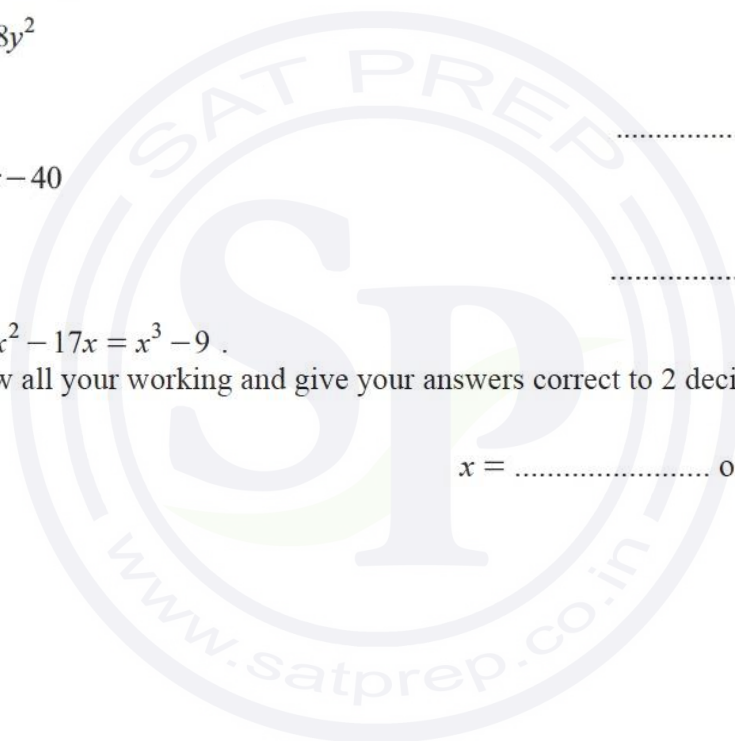 8y²
− 40
x² − 17x = x³ − 9 .
w all your working and give your answers correct to 2 deci
x = ........................ o
SAT PREP
SP
www.satprep.co.in